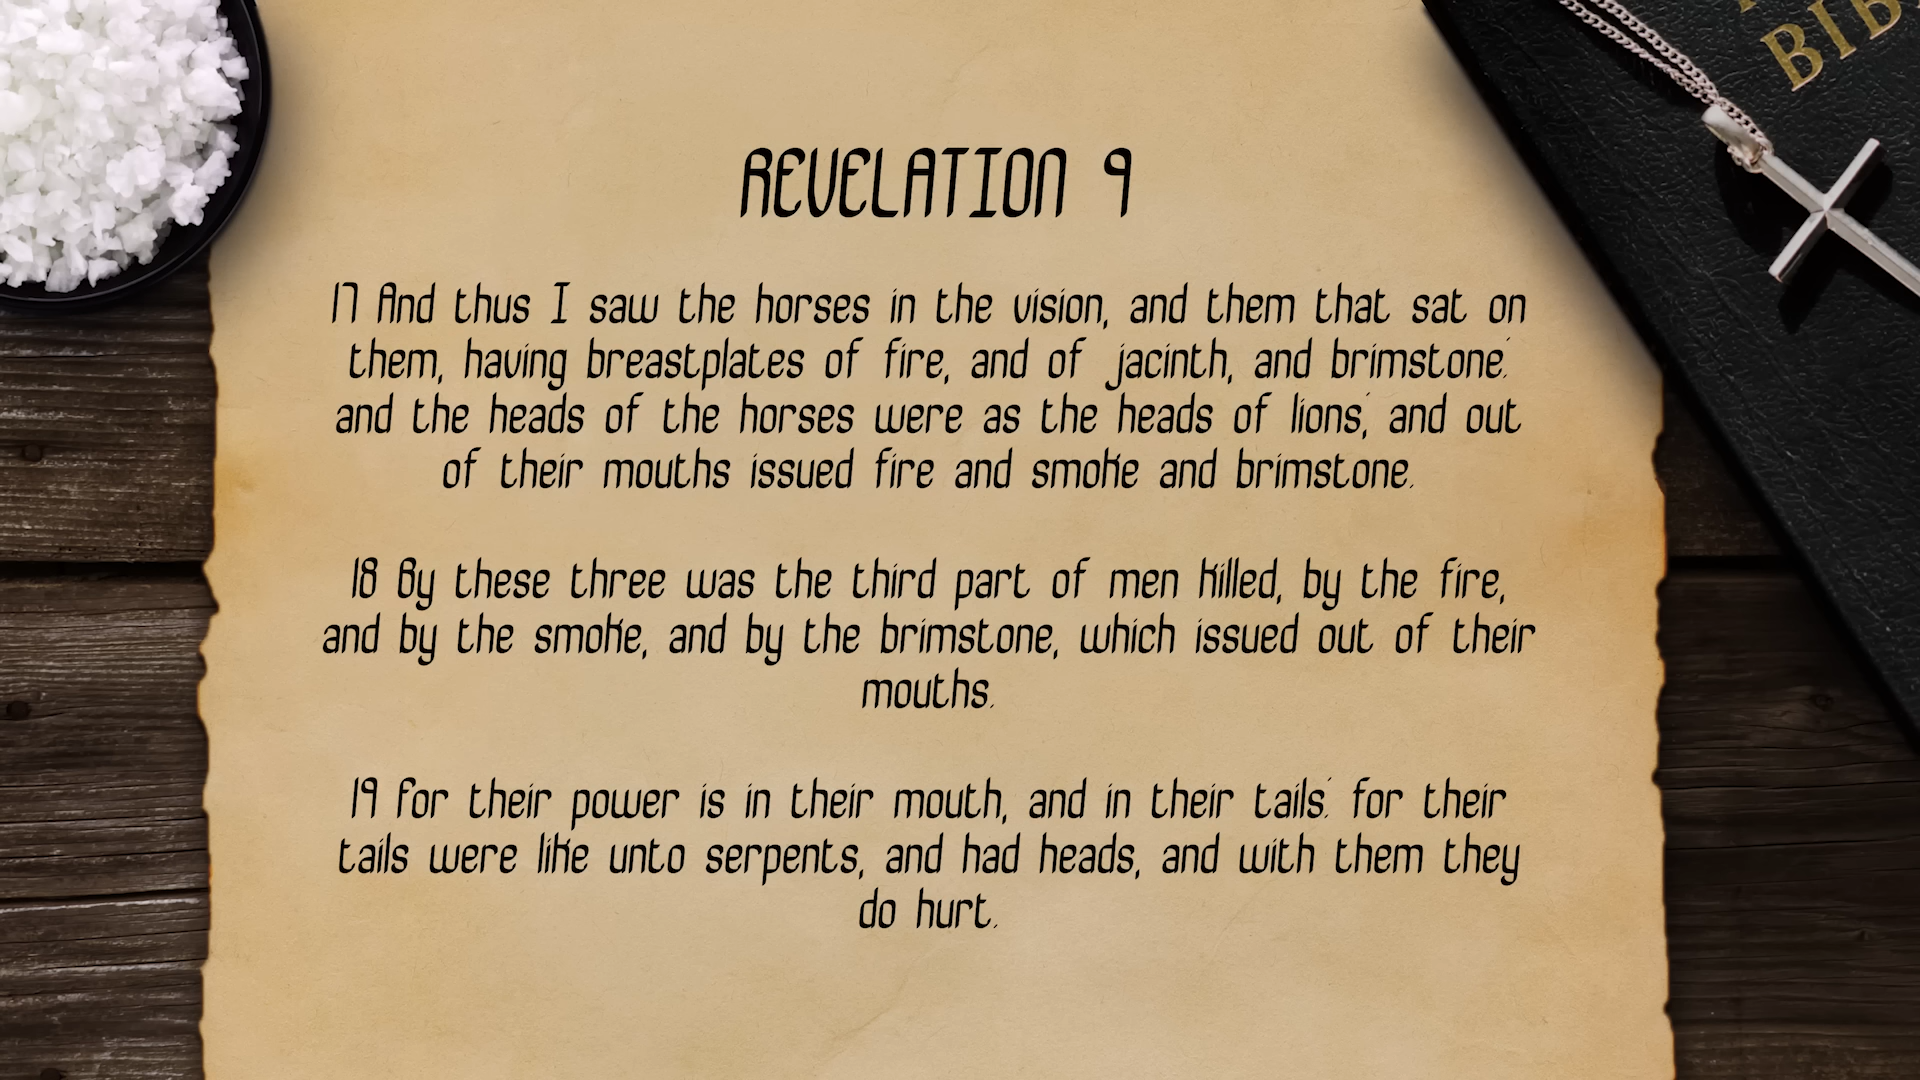 BIB
REVELATION 9
17 And thus I saw the horses in the vision, and them that sat on
them, having breastplates of fire, and of jacinth, and brimstone:
and the heads of the horses were as the heads of lions; and out
of their mouths issued fire and smoke and brimstone.
18 By these three was the third part of men killed, by the fire,
and by the smoke, and by the brimstone, which issued out of their
mouths.
19 For their power is in their mouth, and in their tails: for their
tails were like unto serpents, and had heads, and with them they
do hurt.